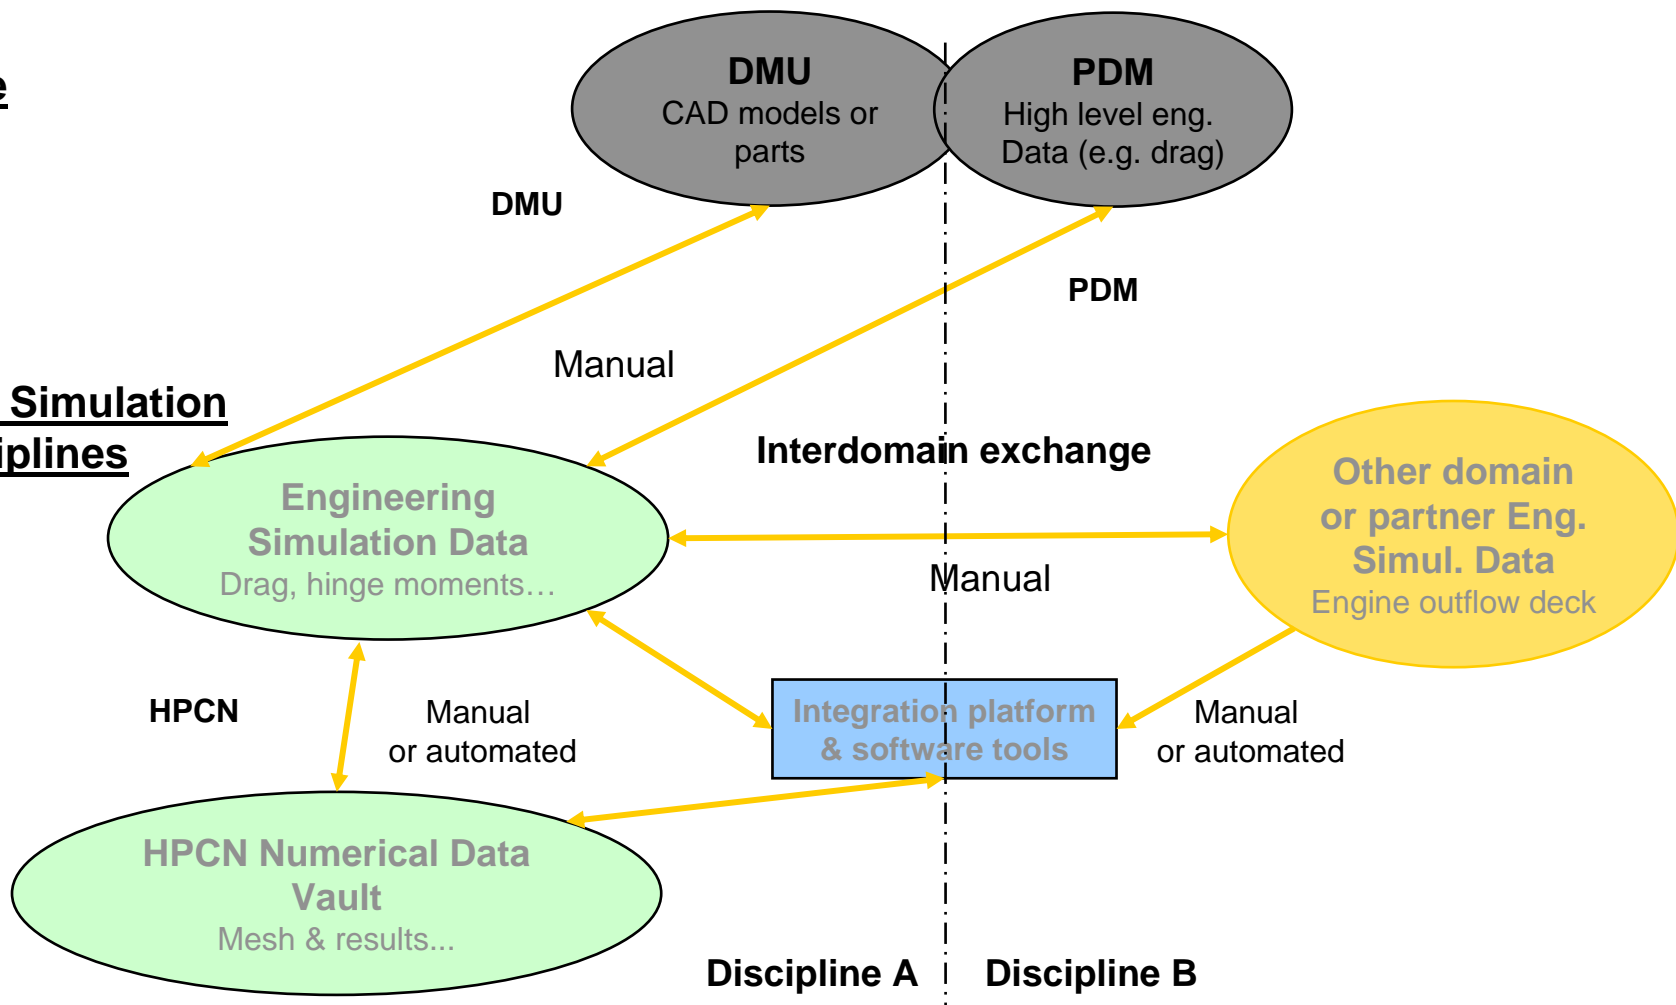 e
DMU
CAD models or
parts
PDM
High level eng.
Data (e.g. drag)
DMU
PDM
Manual
Simulation
iplines
Interdomain exchange
Engineering
Simulation Data
Drag, hinge moments…
Other domain
or partner Eng.
Simul. Data
Engine outflow deck
Manual
HPCN
Manual
or automated
Integration platform
& software tools
Manual
or automated
HPCN Numerical Data
Vault
Mesh & results...
Discipline A
Discipline B